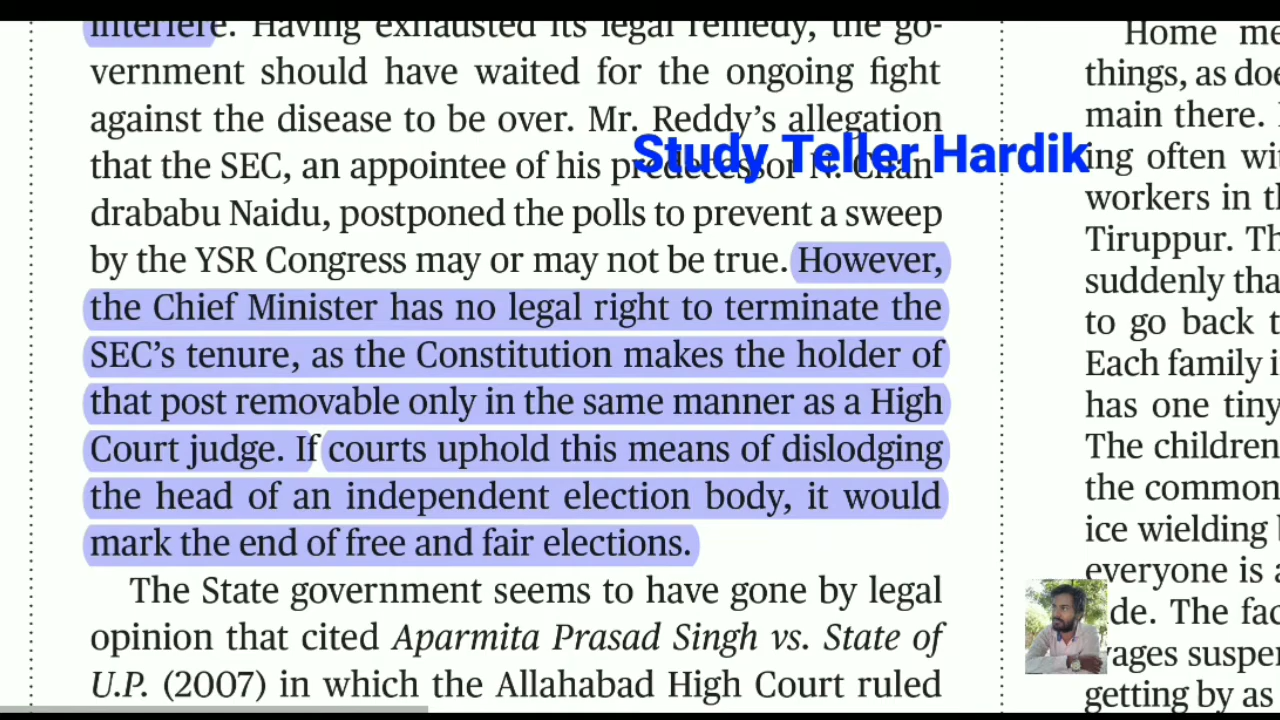 interfere. Having exhausted its legal remedy, the go-
vernment should have waited for the ongoing fight
against the disease to be over. Mr. Reddy's allegation
that the SEC, an appointee of his predecessor N. Chan-
drababu Naidu, postponed the polls to prevent a sweep
by the YSR Congress may or may not be true. However,
the Chief Minister has no legal right to terminate the
SEC's tenure, as the Constitution makes the holder of
that post removable only in the same manner as a High
Court judge. If courts uphold this means of dislodging
the head of an independent election body, it would
mark the end of free and fair elections.
The State government seems to have gone by legal
opinion that cited Aparmita Prasad Singh vs. State of
U.P. (2007) in which the Allahabad High Court ruled
Study Teller Hardik
Home me
things, as doe
main there.
ing often wi
workers in t
Tiruppur. Th
suddenly tha
to go back t
Each family i
has one tiny
The children
the common
ice wielding
everyone is a
de. The fac
wages suspe
getting by as